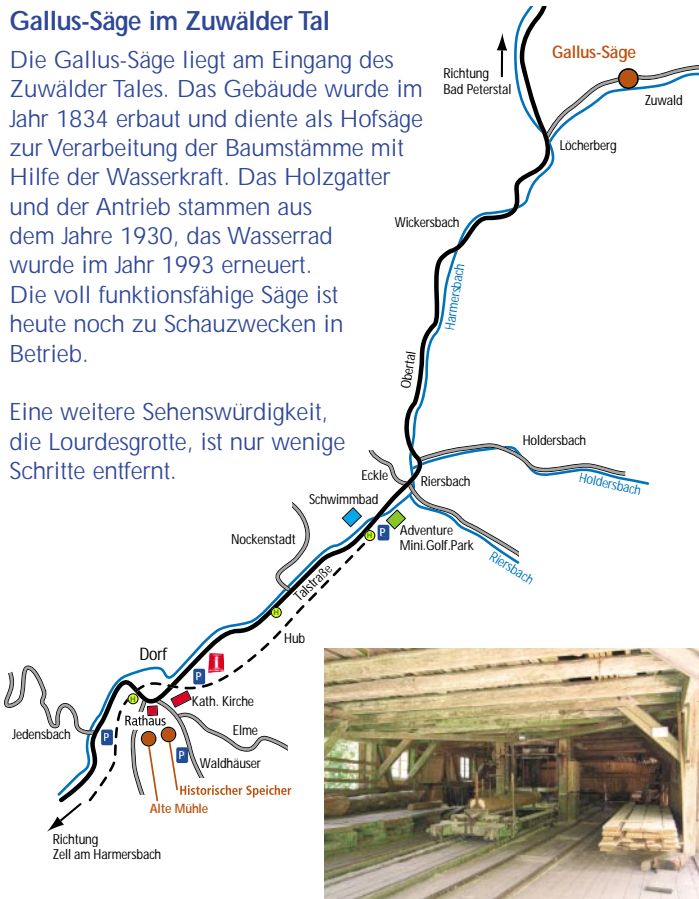 Gallus-Säge im Zuwälder Tal
Die Gallus-Säge liegt am Eingang des
Zuwälder Tales. Das Gebäude wurde im
Jahr 1834 erbaut und diente als Hofsäge
zur Verarbeitung der Baumstämme mit
Hilfe der Wasserkraft. Das Holzgatter
und der Antrieb stammen aus
dem Jahre 1930, das Wasserrad
wurde im Jahr 1993 erneuert.
Die voll funktionsfähige Säge ist
heute noch zu Schauzwecken in
Betrieb.
Eine weitere Sehenswürdigkeit,
die Lourdesgrotte, ist nur wenige
Schritte entfernt.
Richtung
Bad Peterstal
Gallus-Säge
Zuwald
Löcherberg
Wickersbach
Harmersbach
Obertal
Holdersbach
Holdersbach
Eckle
Riersbach
Riersbach
Schwimmbad
H
P
Adventure
Mini.Golf.Park
Nockenstadt
Talstraße
H
Hub
Dorf
i
P
H
Kath. Kirche
Rathaus
Jedensbach
P
Elme
P
Waldhäuser
Historischer Speicher
Alte Mühle
Richtung
Zell am Harmersbach